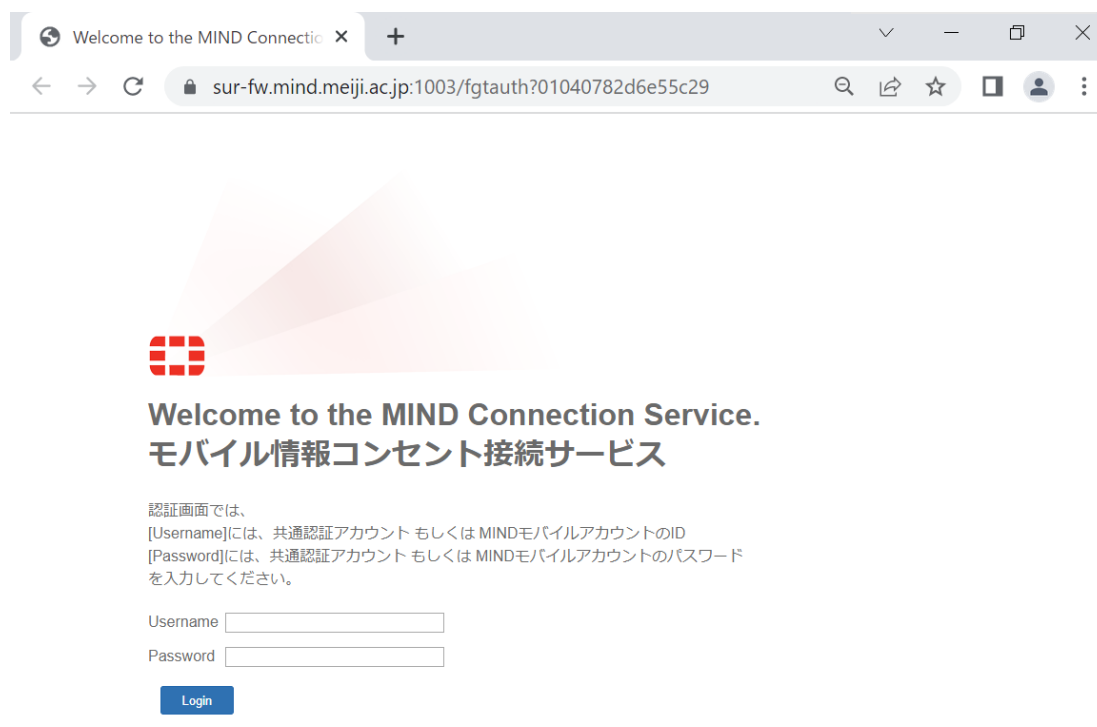 Welcome to the MIND Connectio
sur-fw.mind.meiji.ac.jp:1003/fgtauth?01040782d6e55c29
Welcome to the MIND Connection Service.
モバイル情報コンセント接続サービス
認証画面では、
[Username]には、共通認証アカウント もしくは MINDモバイルアカウントのID
[Password]には、共通認証アカウント もしくは MINDモバイルアカウントのパスワード
を入力してください。
Username
Password
Login